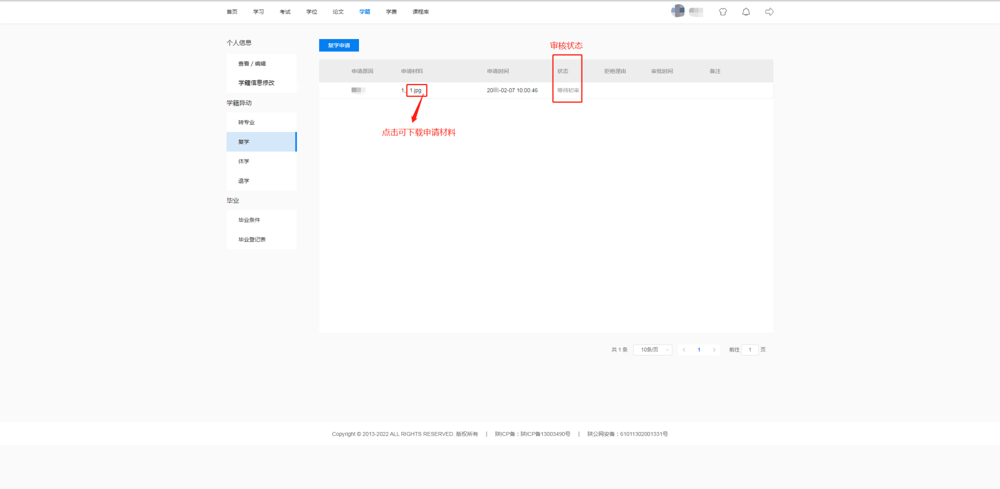 首页 学习 考试 学位 论文 学籍 学费 课程库
个人信息
查看 / 编辑
学籍信息修改
学籍异动
转专业
复学
休学
退学
毕业
毕业条件
毕业登记表
复学申请
审核状态
申请原因 申请材料 申请时间 状态 拒绝理由 审批时间 备注
1、 1.jpg 20 -02-07 10:00:46 等待初审
点击可下载申请材料
共 1 条 10条/页 1 前往 1 页
Copyright © 2013-2022 ALL RIGHTS RESERVED. 版权所有 | 陕ICP备：陕ICP备13003490号 | 陕公网安备：61011302001331号